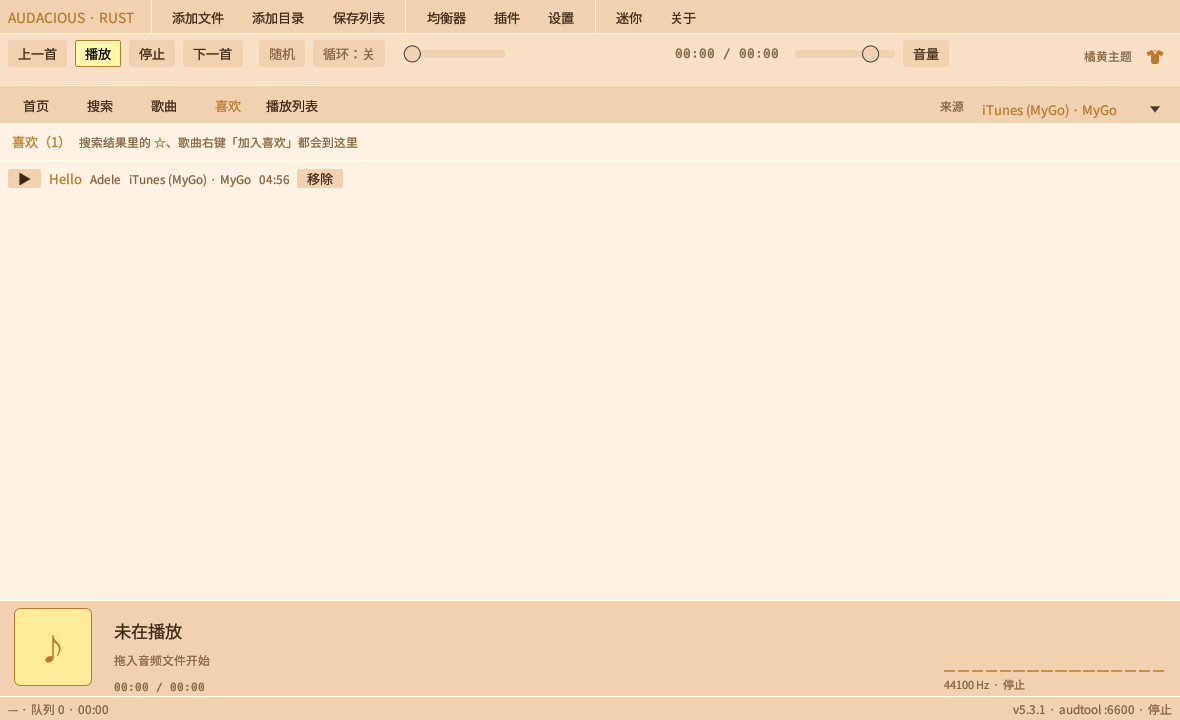 AUDACIOUS · RUST 添加文件 添加目录 保存列表 均衡器 插件 设置 迷你 关于
上一首 播放 停止 下一首 随机 循环：关 00:00 / 00:00 音量 橘黄主题
首页 搜索 歌曲 喜欢 播放列表 来源 iTunes (MyGo) · MyGo
喜欢（1） 搜索结果里的 ☆、歌曲右键「加入喜欢」都会到这里
▶ Hello Adele iTunes (MyGo) · MyGo 04:56 移除
♪ 未在播放
拖入音频文件开始
00:00 / 00:00 44100 Hz · 停止
— · 队列 0 · 00:00 v5.3.1 · audtool :6600 · 停止